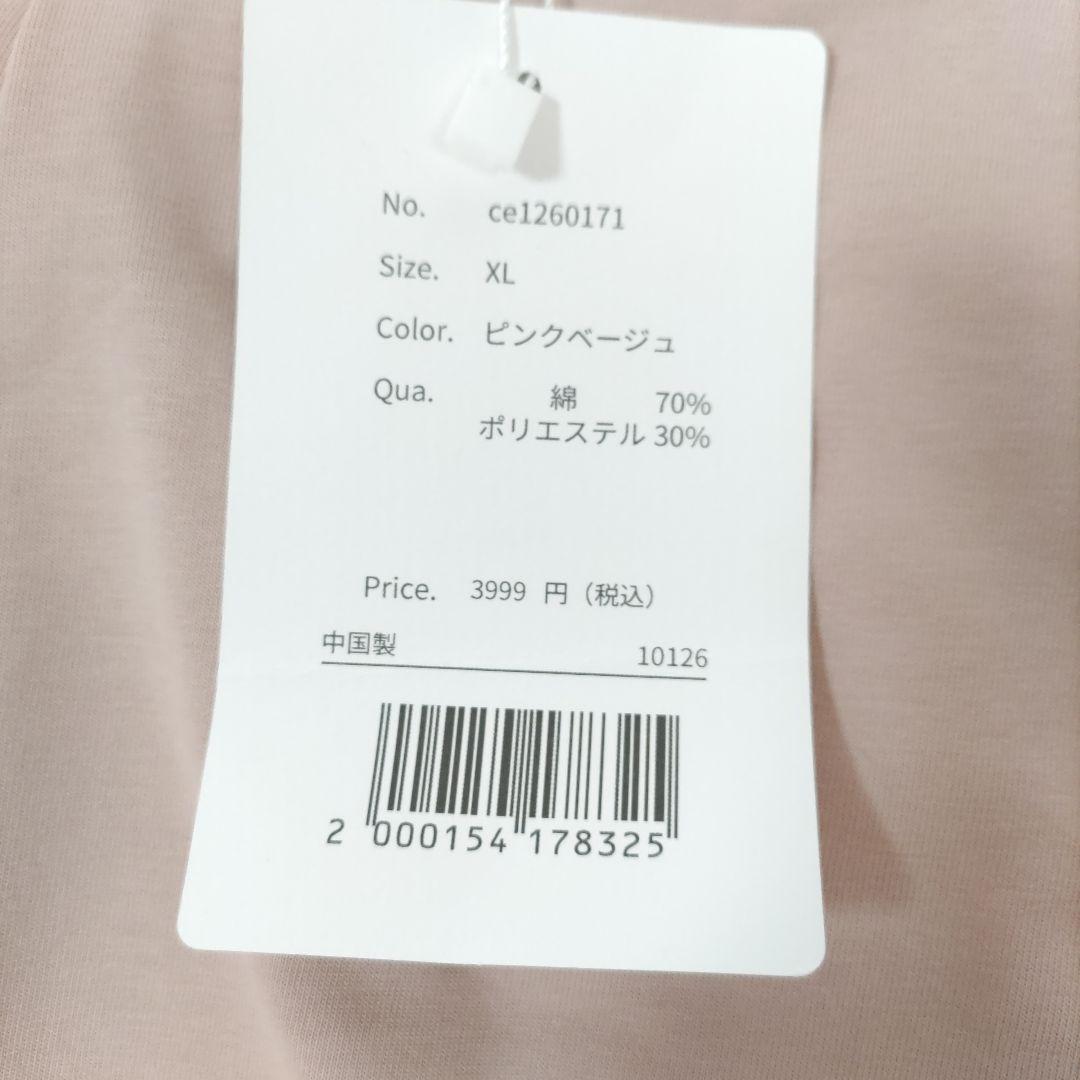 No. ce1260171
Size. XL
Color. ピンクベージュ
Qua. 綿 70%
ポリエステル 30%
Price. 3999 円（税込）
中国製 10126
2 000154 178325